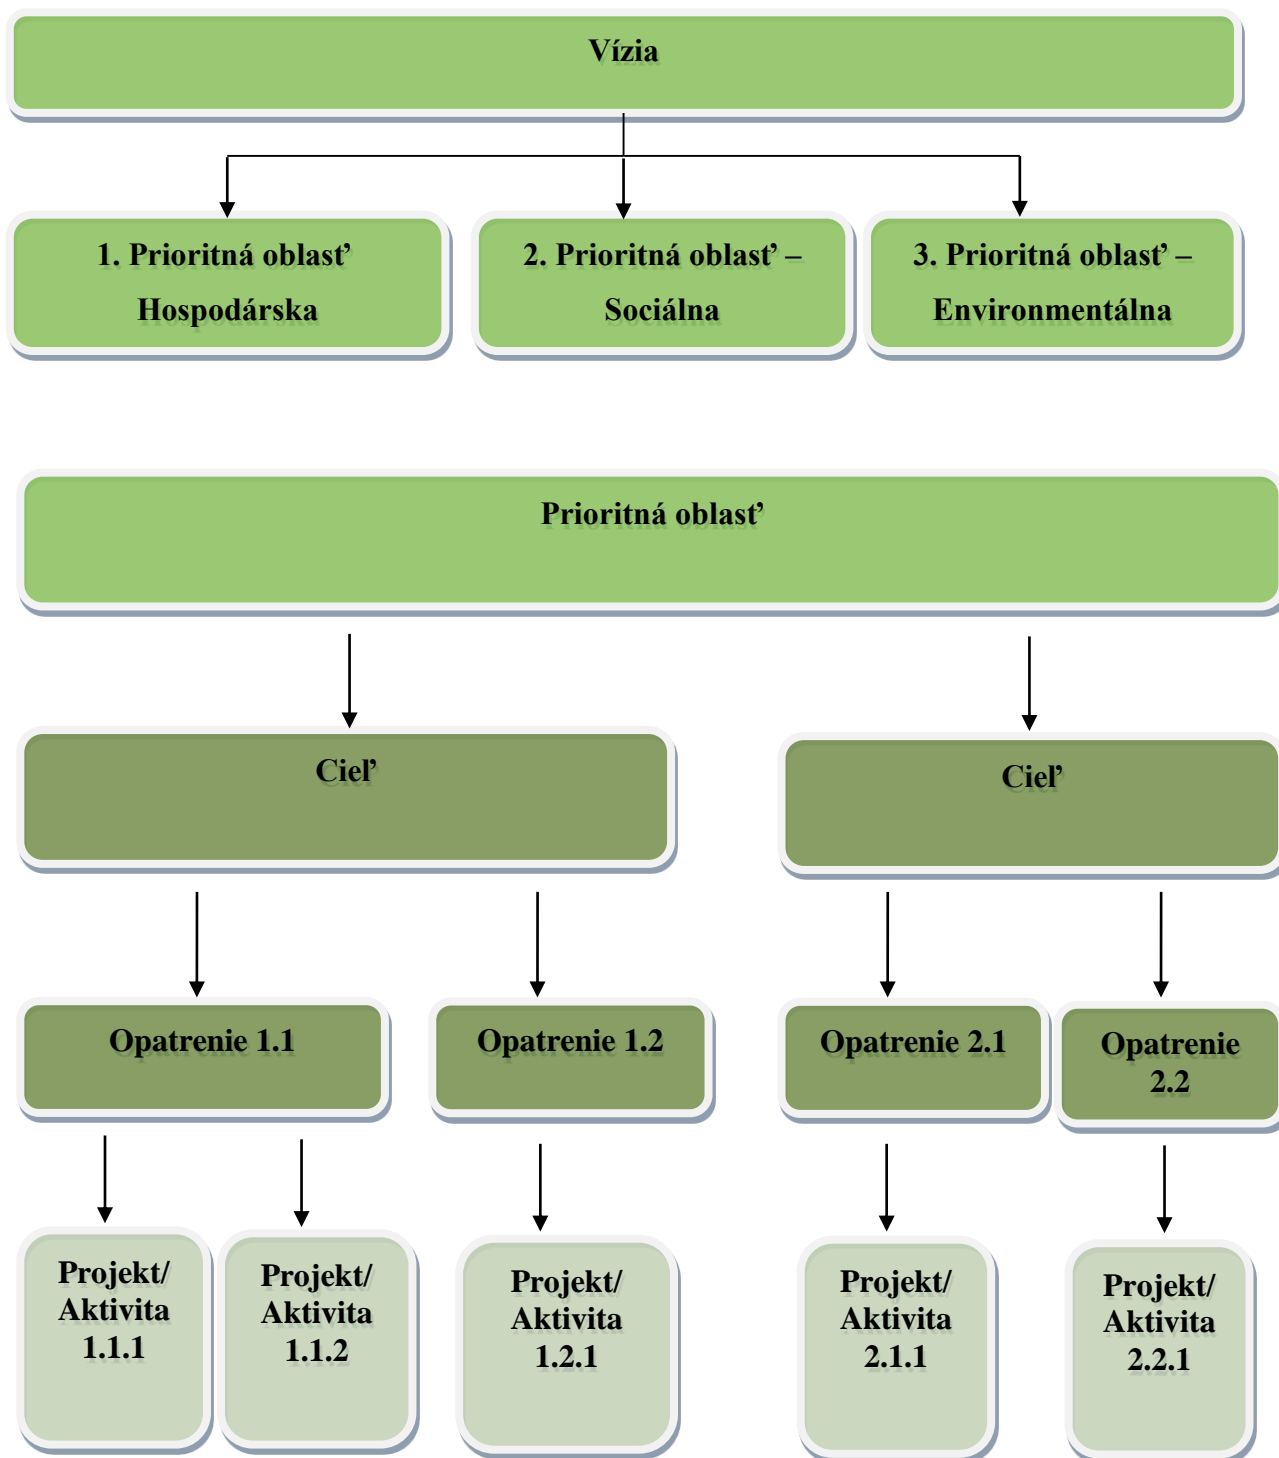 Vízia
1. Prioritná oblasť
Hospodárska
2. Prioritná oblasť –
Sociálna
3. Prioritná oblasť –
Environmentálna
Prioritná oblasť
Cieľ
Cieľ
Opatrenie 1.1
Opatrenie 1.2
Opatrenie 2.1
Opatrenie
2.2
Projekt/
Aktivita
1.1.1
Projekt/
Aktivita
1.1.2
Projekt/
Aktivita
1.2.1
Projekt/
Aktivita
2.1.1
Projekt/
Aktivita
2.2.1